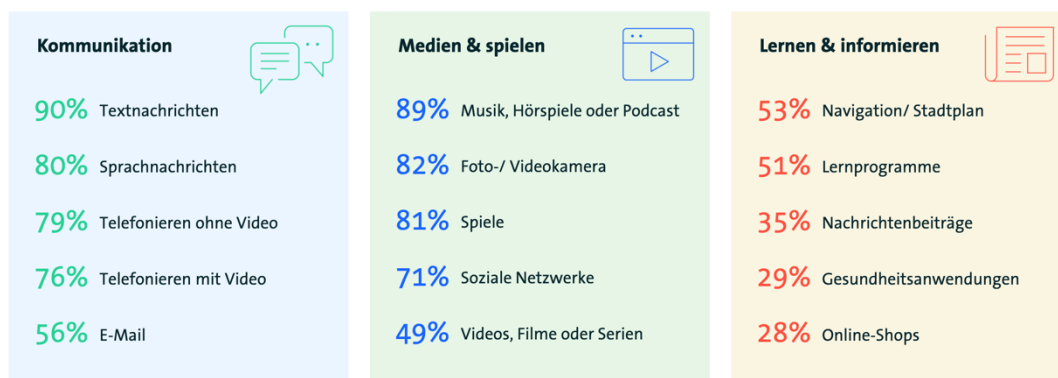 Kommunikation
90% Textnachrichten
80% Sprachnachrichten
79% Telefonieren ohne Video
76% Telefonieren mit Video
56% E-Mail
Medien & spielen
89% Musik, Hörspiele oder Podcast
82% Foto-/ Videokamera
81% Spiele
71% Soziale Netzwerke
49% Videos, Filme oder Serien
Lernen & informieren
53% Navigation/ Stadtplan
51% Lernprogramme
35% Nachrichtenbeiträge
29% Gesundheitsanwendungen
28% Online-Shops